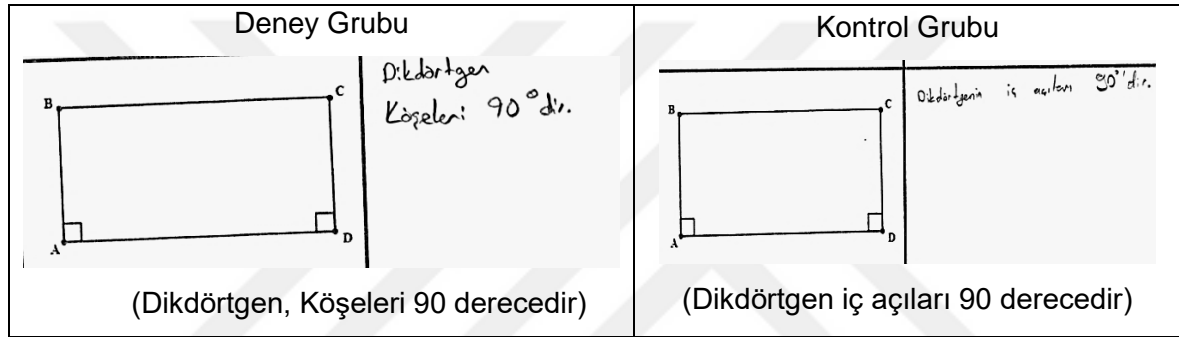 Deney Grubu
Dikdörtgen
Köşeleri 90° dir.
B
C
A
D
(Dikdörtgen, Köşeleri 90 derecedir)
Kontrol Grubu
Dikdörtgenin iç açıları 90°'dir.
B
C
A
D
(Dikdörtgen iç açıları 90 derecedir)